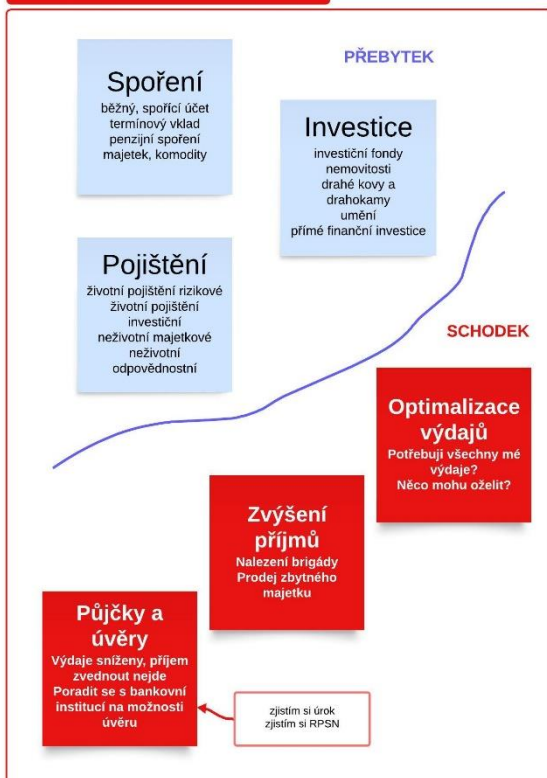 PŘEBYTEK
Spoření
běžný, spořící účet
termínový vklad
penzijní spoření
majetek, komodity
Investice
investiční fondy
nemovitosti
drahé kovy a
drahokamy
umění
přímé finanční investice
Pojištění
životní pojištění rizikové
životní pojištění
investiční
neživotní majetkové
neživotní
odpovědnostní
SCHODEK
Optimalizace
výdajů
Potřebuji všechny mé
výdaje?
Něco mohu oželit?
Zvýšení
příjmů
Nalezení brigády
Prodej zbytného
majetku
Půjčky a
úvěry
Výdaje sníženy, příjem
zvednout nejde
Poradit se s bankovní
institucí na možnosti
úvěru
zjistím si úrok
zjistím si RPSN